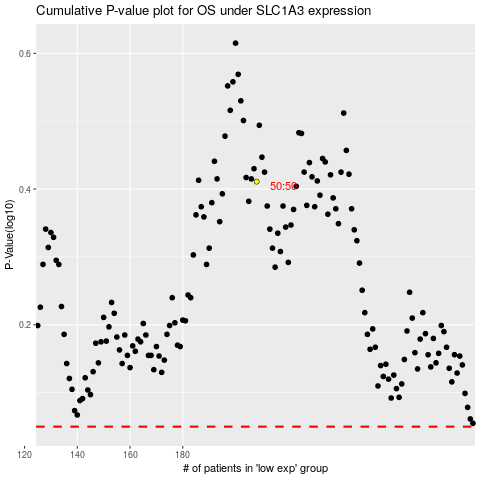 Cumulative P-value plot for OS under SLC1A3 expression
P-Value(log10)
0.6
0.4
0.2
50:50
120 140 160 180
# of patients in 'low exp' group